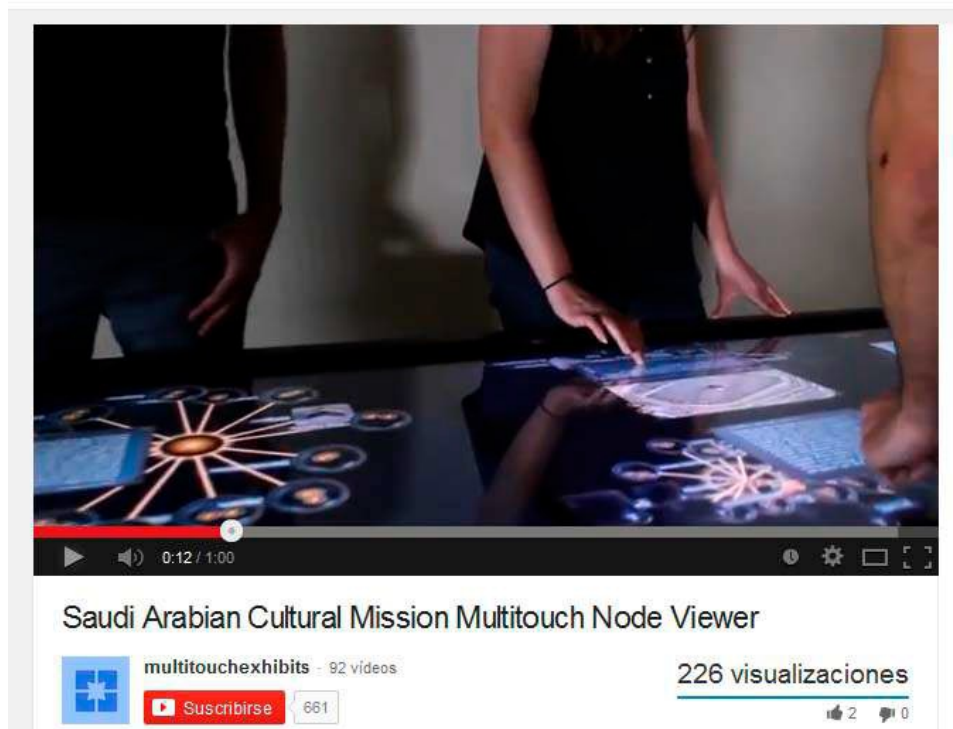 0:12 / 1:00
Saudi Arabian Cultural Mission Multitouch Node Viewer
multitouchexhibits - 92 vídeos
Suscribirse 661
226 visualizaciones
2 0